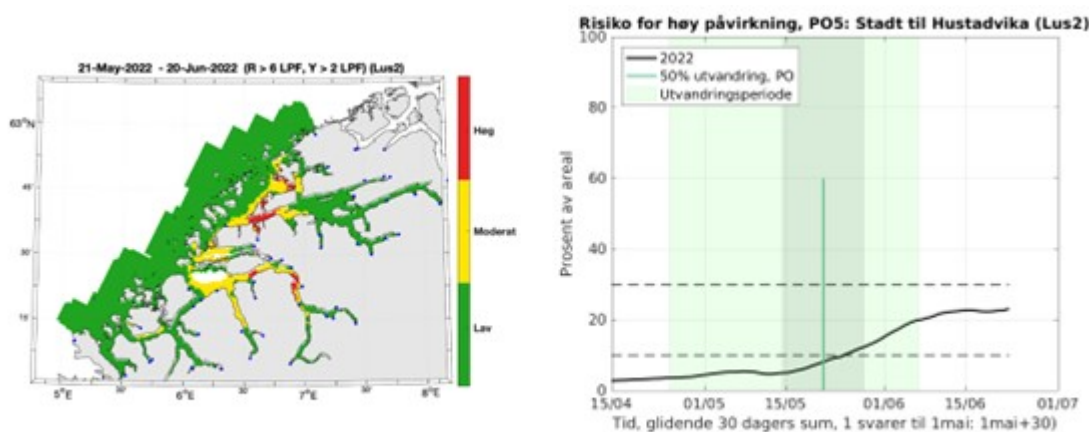 21-May-2022 - 20-Jun-2022 (R > 6 LPF, Y > 2 LPF) (Lus2)
63°N
45'
30'
15'
5°E
30'
6°E
30'
7°E
30'
8°E
Høg
Moderat
Lav
Risiko for høy påvirkning, PO5: Stadt til Hustadvika (Lus2)
2022
50% utvandring, PO
Utvandringsperiode
Prosent av areal
100
80
60
40
20
0
15/04
01/05
15/05
01/06
15/06
01/07
Tid, glidende 30 dagers sum, 1 svarer til 1mai: 1mai+30)